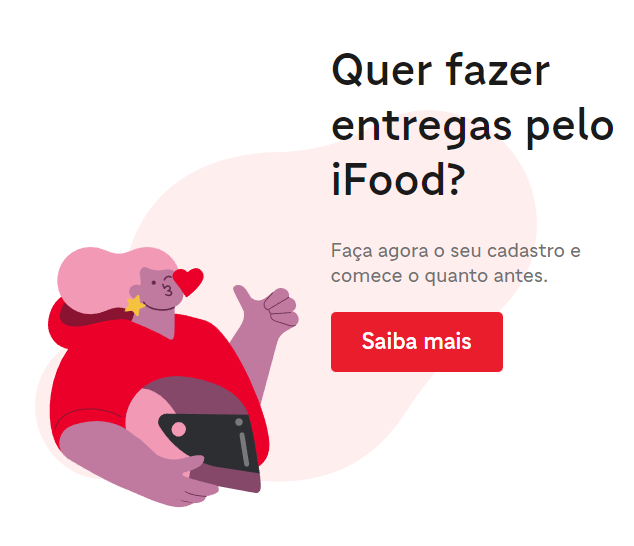 Quer fazer
entregas pelo
iFood?
Faça agora o seu cadastro e
comece o quanto antes.
Saiba mais